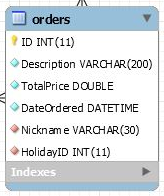 orders
ID INT(11)
Description VARCHAR(200)
TotalPrice DOUBLE
DateOrdered DATETIME
Nickname VARCHAR(30)
HolidayID INT(11)
Indexes